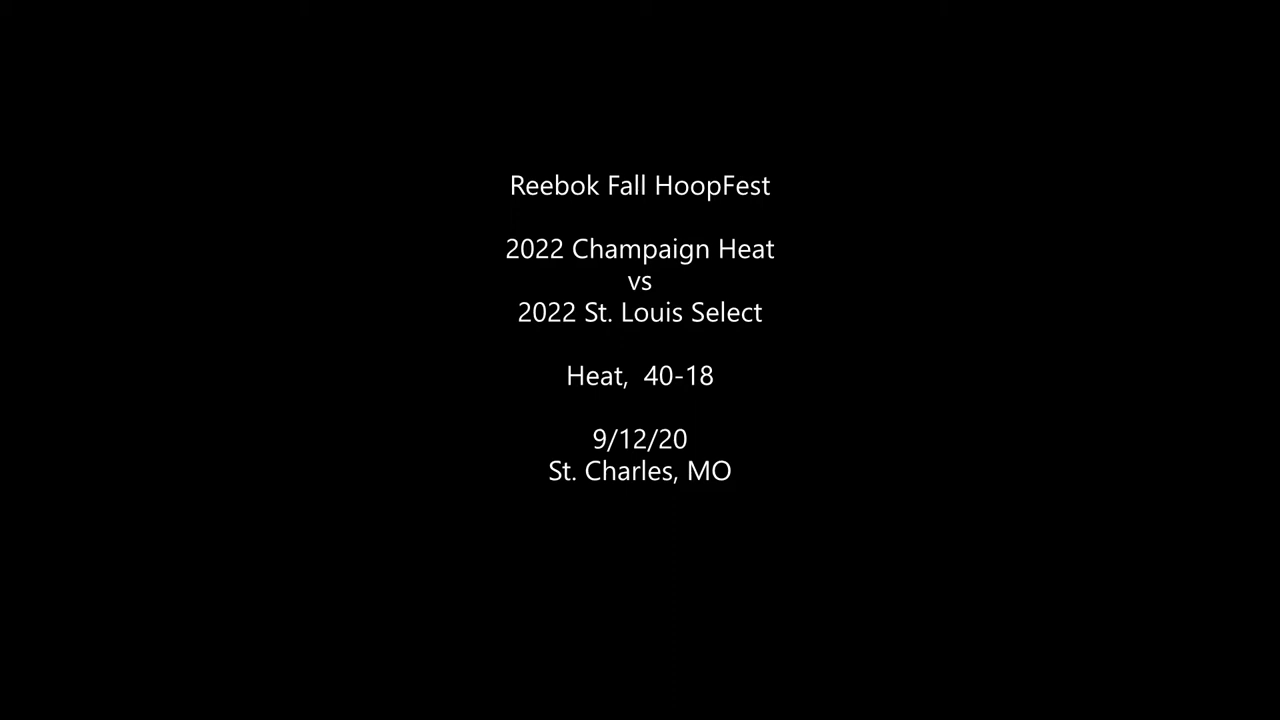 Reebok Fall HoopFest
2022 Champaign Heat
vs
2022 St. Louis Select
Heat,  40-18
9/12/20
St. Charles, MO